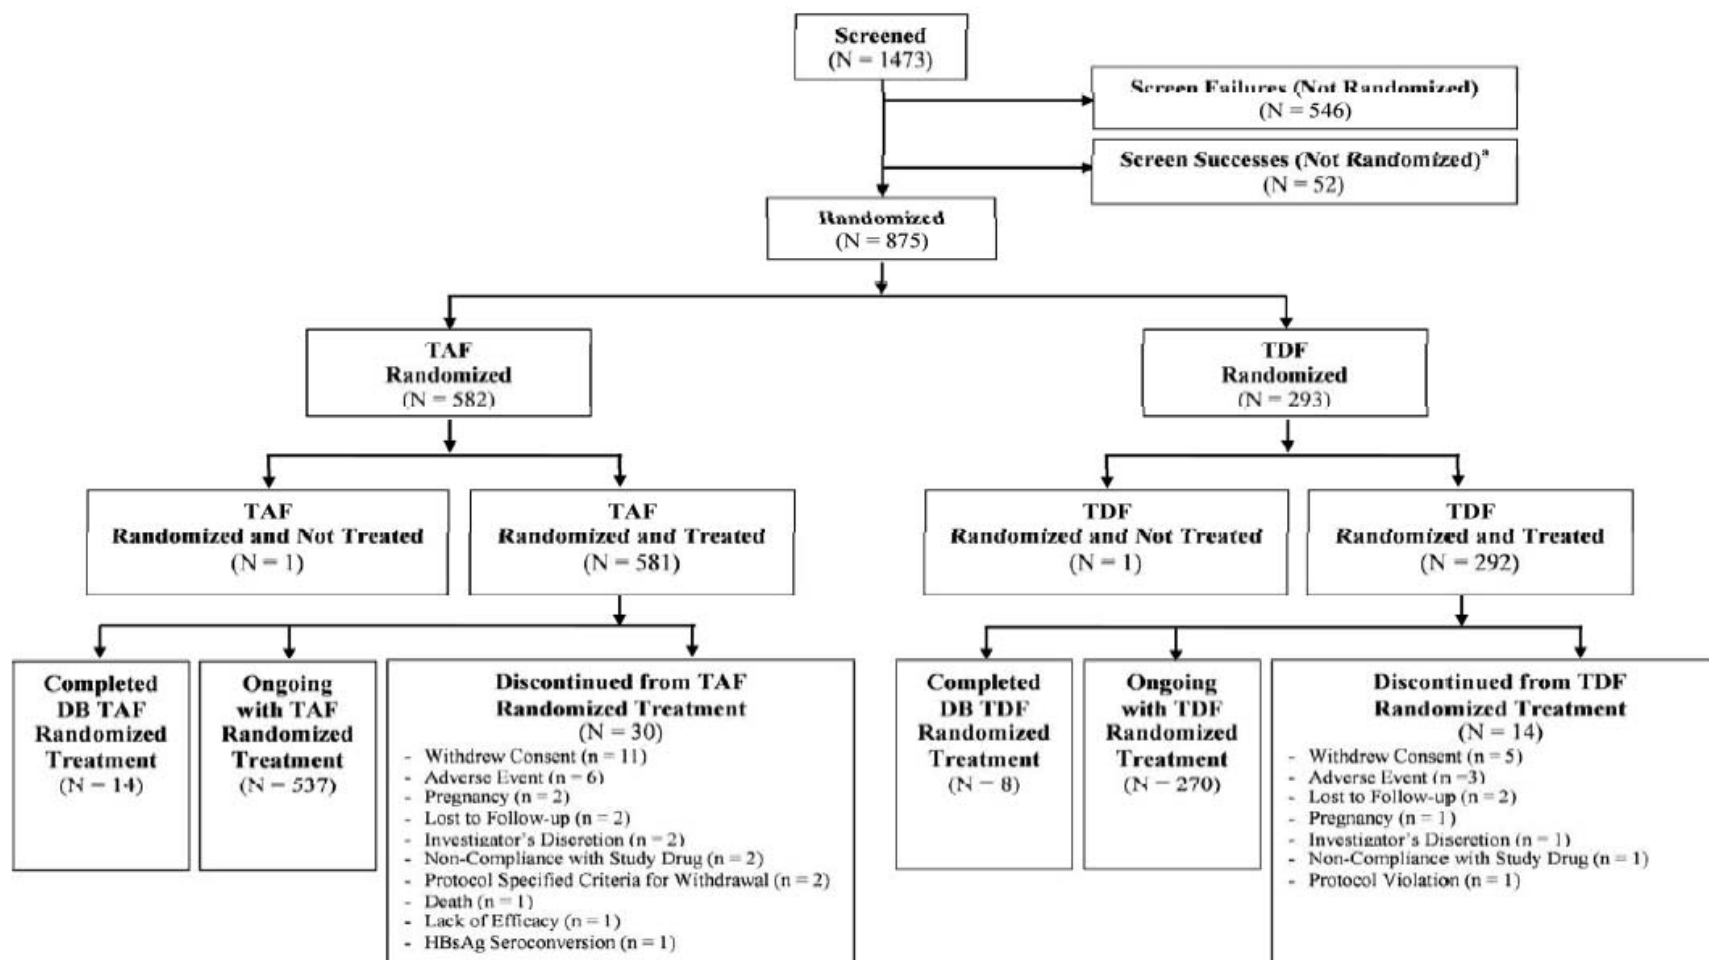 Screened
(N = 1473)
Screen Failures (Not Randomized)
(N = 546)
Screen Successes (Not Randomized)ª
(N = 52)
Randomized
(N = 875)
TAF
Randomized
(N = 582)
TDF
Randomized
(N = 293)
TAF
Randomized and Not Treated
(N = 1)
TAF
Randomized and Treated
(N = 581)
TDF
Randomized and Not Treated
(N = 1)
TDF
Randomized and Treated
(N = 292)
Completed
DB TAF
Randomized
Treatment
(N = 14)
Ongoing
with TAF
Randomized
Treatment
(N = 537)
Discontinued from TAF
Randomized Treatment
(N = 30)
- Withdrew Consent (n = 11)
- Adverse Event (n = 6)
- Pregnancy (n = 2)
- Lost to Follow-up (n = 2)
- Investigator's Discretion (n = 2)
- Non-Compliance with Study Drug (n = 2)
- Protocol Specified Criteria for Withdrawal (n = 2)
- Death (n = 1)
- Lack of Efficacy (n = 1)
- HBsAg Seroconversion (n = 1)
Completed
DB TDF
Randomized
Treatment
(N = 8)
Ongoing
with TDF
Randomized
Treatment
(N = 270)
Discontinued from TDF
Randomized Treatment
(N = 14)
- Withdrew Consent (n = 5)
- Adverse Event (n =3)
- Lost to Follow-up (n = 2)
- Pregnancy (n = 1)
- Investigator's Discretion (n = 1)
- Non-Compliance with Study Drug (n = 1)
- Protocol Violation (n = 1)